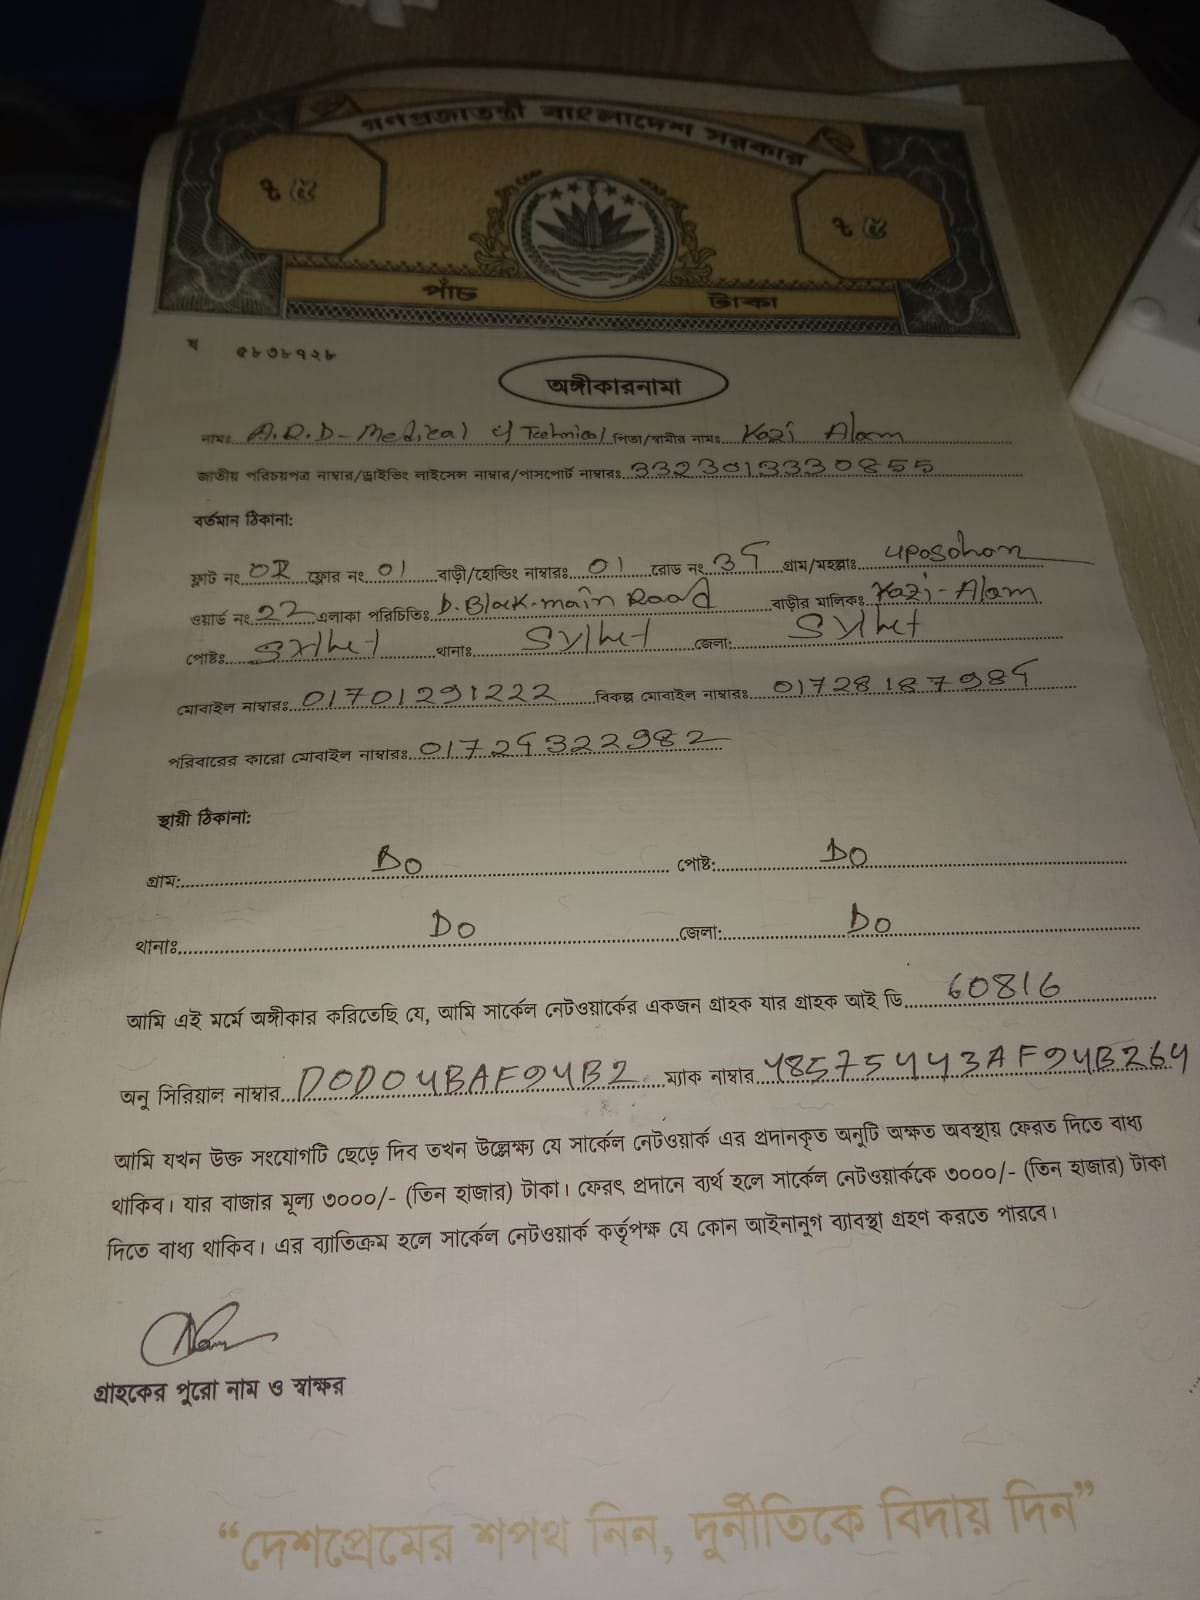 গণপ্রজাতন্ত্রী বাংলাদেশ সরকার
৳ ৫ ৳ ৫
পাঁচ টাকা
ঘ ৫৮৩৮৭২৮
অঙ্গীকারনামা
নামঃ A.R.D-Medical & Technical পিতা/স্বামীর নামঃ Kazi Alam
জাতীয় পরিচয়পত্র নাম্বার/ড্রাইভিং লাইসেন্স নাম্বার/পাসপোর্ট নাম্বারঃ 3323013330855
বর্তমান ঠিকানা:
ফ্ল্যাট নং 02 ফ্লোর নং 01 বাড়ী/হোল্ডিং নাম্বারঃ 01 রোড নং 35 গ্রাম/মহল্লাঃ uposohon
ওয়ার্ড নং 22 এলাকা পরিচিতিঃ D. Block-main Road বাড়ীর মালিকঃ Kazi-Alam
পোষ্টঃ Sylhet থানাঃ Sylhet জেলা: Sylhet
মোবাইল নাম্বারঃ 01701291222 বিকল্প মোবাইল নাম্বারঃ 01728187985
পরিবারের কারো মোবাইল নাম্বারঃ 01725322982
স্থায়ী ঠিকানা:
গ্রাম: DO পোষ্ট: DO
থানাঃ DO জেলা: DO
আমি এই মর্মে অঙ্গীকার করিতেছি যে, আমি সার্কেল নেটওয়ার্কের একজন গ্রাহক যার গ্রাহক আই ডি 60816
অনু সিরিয়াল নাম্বার D0D04BAF94B2 ম্যাক নাম্বার 48575443AF94B264
আমি যখন উক্ত সংযোগটি ছেড়ে দিব তখন উল্লেক্ষ্য যে সার্কেল নেটওয়ার্ক এর প্রদানকৃত অনুটি অক্ষত অবস্থায় ফেরত দিতে বাধ্য
থাকিব। যার বাজার মূল্য ৩০০০/- (তিন হাজার) টাকা। ফেরৎ প্রদানে ব্যর্থ হলে সার্কেল নেটওয়ার্ককে ৩০০০/- (তিন হাজার) টাকা
দিতে বাধ্য থাকিব। এর ব্যাতিক্রম হলে সার্কেল নেটওয়ার্ক কর্তৃপক্ষ যে কোন আইনানুগ ব্যাবস্থা গ্রহণ করতে পারবে।
গ্রাহকের পুরো নাম ও স্বাক্ষর
“দেশপ্রেমের শপথ নিন, দুর্নীতিকে বিদায় দিন”